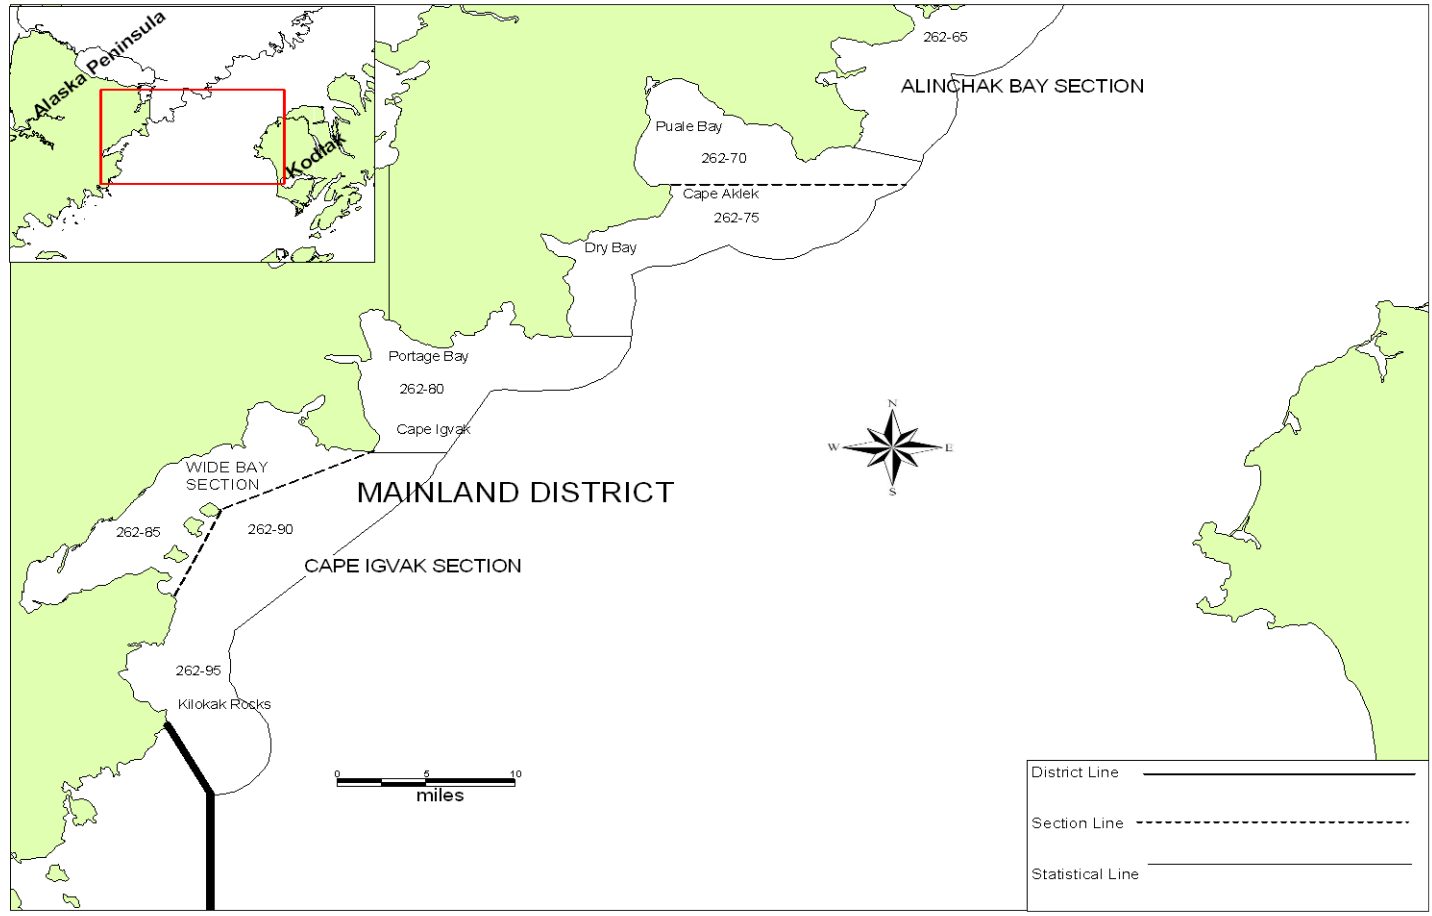 Alaska Peninsula
Kodiak
262-65
ALINCHAK BAY SECTION
Puale Bay
262-70
Cape Aklek
262-75
Dry Bay
Portage Bay
262-80
Cape Igvak
WIDE BAY
SECTION
MAINLAND DISTRICT
262-85
262-90
CAPE IGVAK SECTION
262-95
Kilokak Rocks
N
W
E
S
0 5 10
miles
District Line
Section Line
Statistical Line